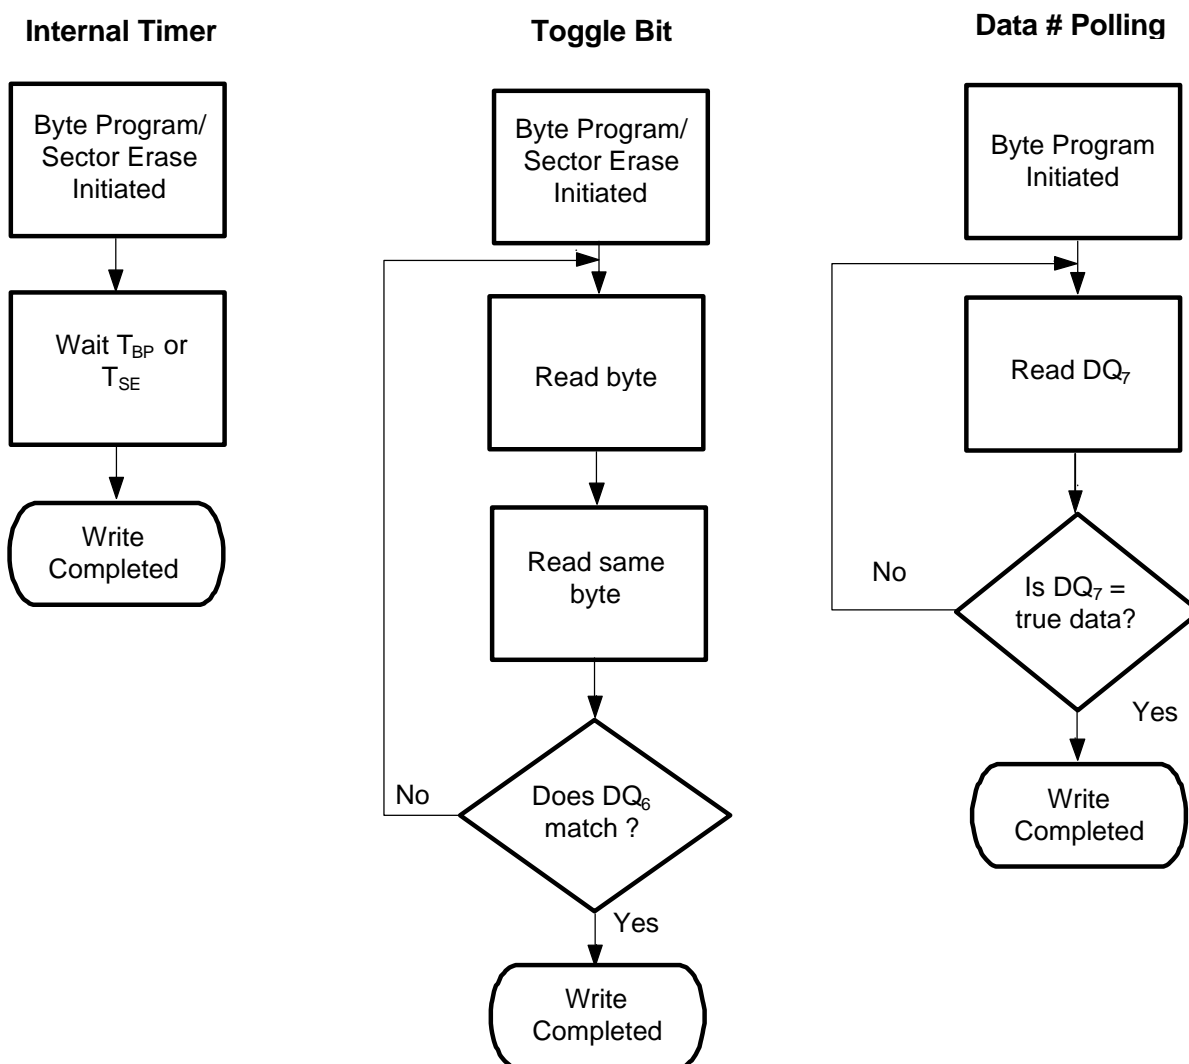 Internal Timer
Byte Program/
Sector Erase
Initiated
Wait T_BP or
T_SE
Write
Completed
Toggle Bit
Byte Program/
Sector Erase
Initiated
Read byte
Read same
byte
Does DQ₆
match ?
No
Yes
Write
Completed
Data # Polling
Byte Program
Initiated
Read DQ₇
Is DQ₇ =
true data?
No
Yes
Write
Completed